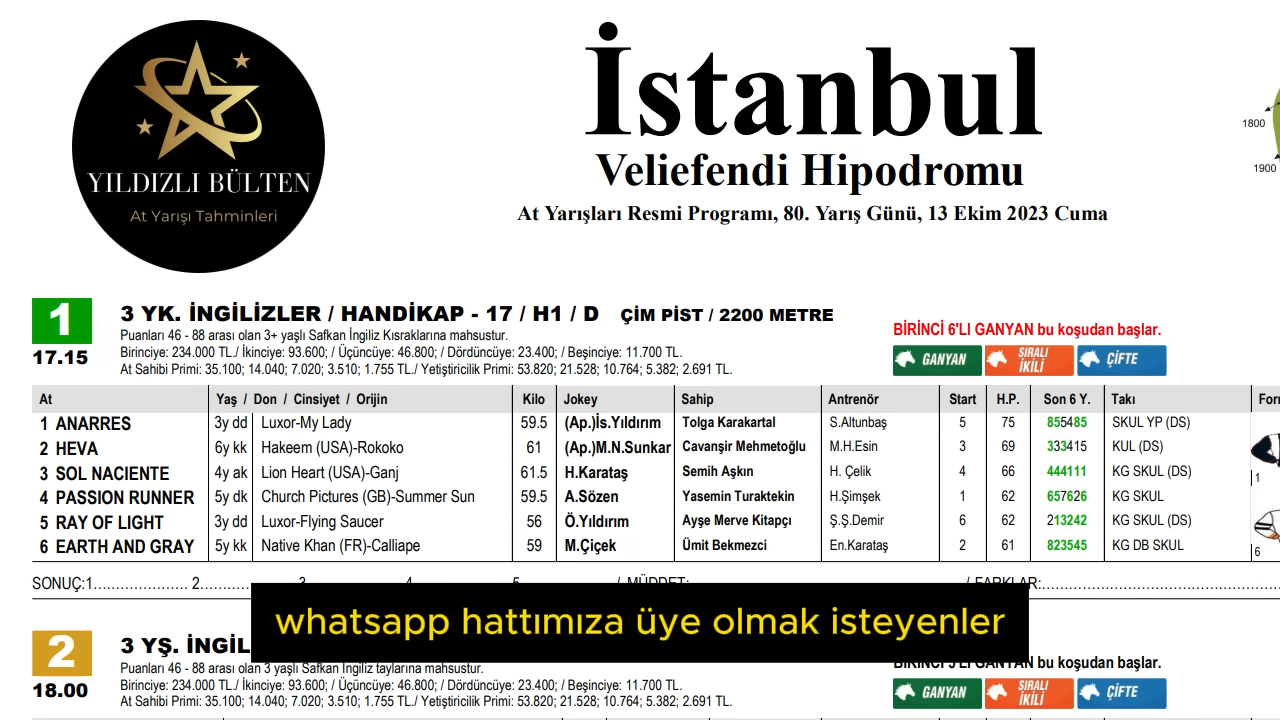 YILDIZLI BÜLTEN
At Yarışı Tahminleri
İstanbul
Veliefendi Hipodromu
At Yarışları Resmi Programı, 80. Yarış Günü, 13 Ekim 2023 Cuma
1800
1900
1
17.15
3 YK. İNGİLİZLER / HANDİKAP - 17 / H1 / D ÇİM PİST / 2200 METRE
Puanları 46 - 88 arası olan 3+ yaşlı Safkan İngiliz Kısraklarına mahsustur.
Birinciye: 234.000 TL./ İkinciye: 93.600; / Üçüncüye: 46.800; / Dördüncüye: 23.400; / Beşinciye: 11.700 TL.
At Sahibi Primi: 35.100; 14.040; 7.020; 3.510; 1.755 TL./ Yetiştiricilik Primi: 53.820; 21.528; 10.764; 5.382; 2.691 TL.
BİRİNCİ 6'LI GANYAN bu koşudan başlar.
GANYAN SIRALI İKİLİ ÇİFTE
At Yaş / Don / Cinsiyet / Orijin Kilo Jokey Sahip Antrenör Start H.P. Son 6 Y. Takı Form
1 ANARRES 3y dd Luxor-My Lady 59.5 (Ap.)İs.Yıldırım Tolga Karakartal S.Altunbaş 5 75 855485 SKUL YP (DS)
2 HEVA 6y kk Hakeem (USA)-Rokoko 61 (Ap.)M.N.Sunkar Cavanşir Mehmetoğlu M.H.Esin 3 69 333415 KUL (DS)
3 SOL NACIENTE 4y ak Lion Heart (USA)-Ganj 61.5 H.Karataş Semih Aşkın H. Çelik 4 66 444111 KG SKUL (DS)
4 PASSION RUNNER 5y dk Church Pictures (GB)-Summer Sun 59.5 A.Sözen Yasemin Turaktekin H.Şimşek 1 62 657626 KG SKUL
5 RAY OF LIGHT 3y dd Luxor-Flying Saucer 56 Ö.Yıldırım Ayşe Merve Kitapçı Ş.Ş.Demir 6 62 213242 KG SKUL (DS)
6 EARTH AND GRAY 5y kk Native Khan (FR)-Calliape 59 M.Çiçek Ümit Bekmezci En.Karataş 2 61 823545 KG DB SKUL
1
6
SONUÇ:1.................... 2.................... 3.................... 4.................... 5.................... / MÜDDET:.................... / FARKLAR:....................
whatsapp hattımıza üye olmak isteyenler
2
18.00
3 YŞ. İNGİL
Puanları 46 - 88 arası olan 3 yaşlı Safkan İngiliz taylarına mahsustur.
Birinciye: 234.000 TL./ İkinciye: 93.600; / Üçüncüye: 46.800; / Dördüncüye: 23.400; / Beşinciye: 11.700 TL.
At Sahibi Primi: 35.100; 14.040; 7.020; 3.510; 1.755 TL./ Yetiştiricilik Primi: 53.820; 21.528; 10.764; 5.382; 2.691 TL.
BİRİNCİ 5'Lİ GANYAN bu koşudan başlar.
GANYAN SIRALI İKİLİ ÇİFTE